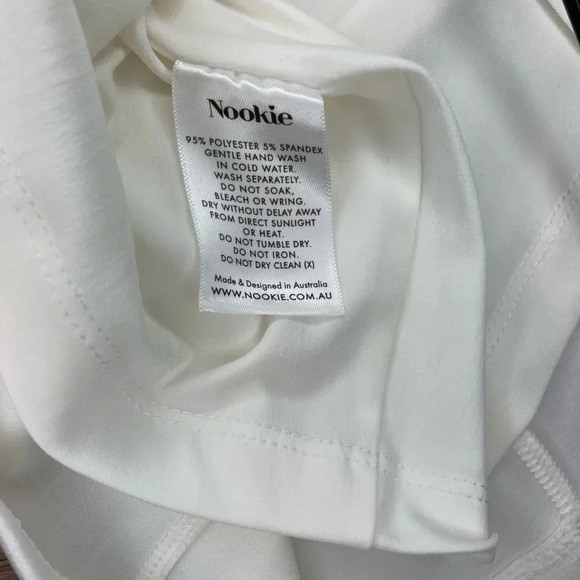 Nookie
95% POLYESTER 5% SPANDEX
GENTLE HAND WASH
IN COLD WATER.
WASH SEPARATELY.
DO NOT SOAK,
BLEACH OR WRING.
DRY WITHOUT DELAY AWAY
FROM DIRECT SUNLIGHT
OR HEAT.
DO NOT TUMBLE DRY.
DO NOT IRON.
DO NOT DRY CLEAN (X)
Made & Designed in Australia
WWW.NOOKIE.COM.AU